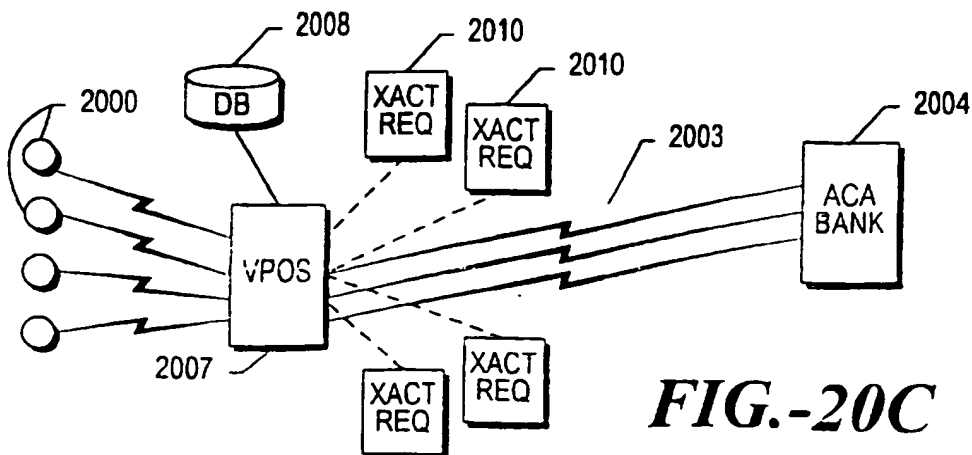 2008
2010
2010
2000
DB
XACT
REQ
XACT
REQ
2003
2004
ACA
BANK
VPOS
2007
XACT
REQ
XACT
REQ
FIG.-20C